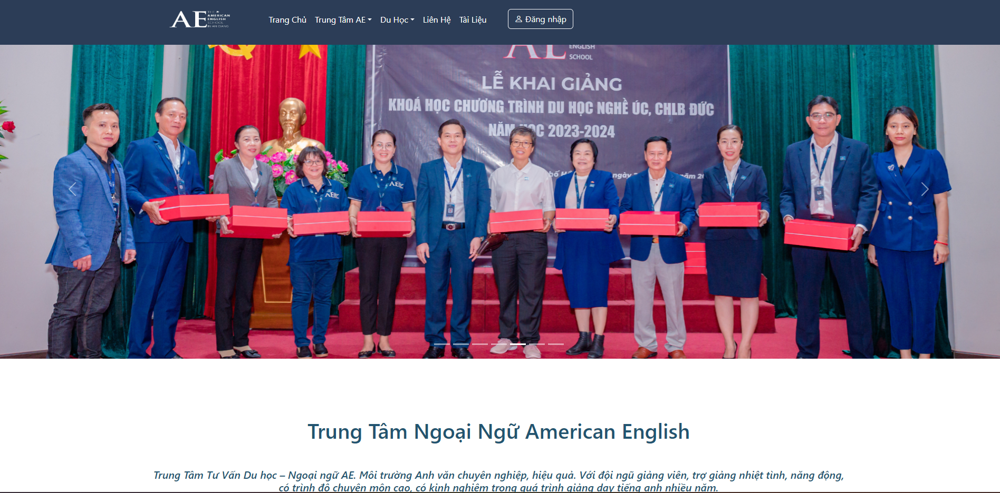 AE
THE
AMERICAN
ENGLISH
SCHOOL
IN AN GIANG
Trang Chủ
Trung Tâm AE
Du Học
Liên Hệ
Tài Liệu
Đăng nhập
AE
ENGLISH
SCHOOL
LỄ KHAI GIẢNG
KHOÁ HỌC CHƯƠNG TRÌNH DU HỌC NGHỀ ÚC, CHLB ĐỨC
NĂM HỌC 2023-2024
ngày
AE
AE
Trung Tâm Ngoại Ngữ American English
Trung Tâm Tư Vấn Du học – Ngoại ngữ AE. Môi trường Anh văn chuyên nghiệp, hiệu quả. Với đội ngũ giảng viên, trợ giảng nhiệt tình, năng động,
có trình độ chuyên môn cao, có kinh nghiệm trong quá trình giảng dạy tiếng anh nhiều năm.